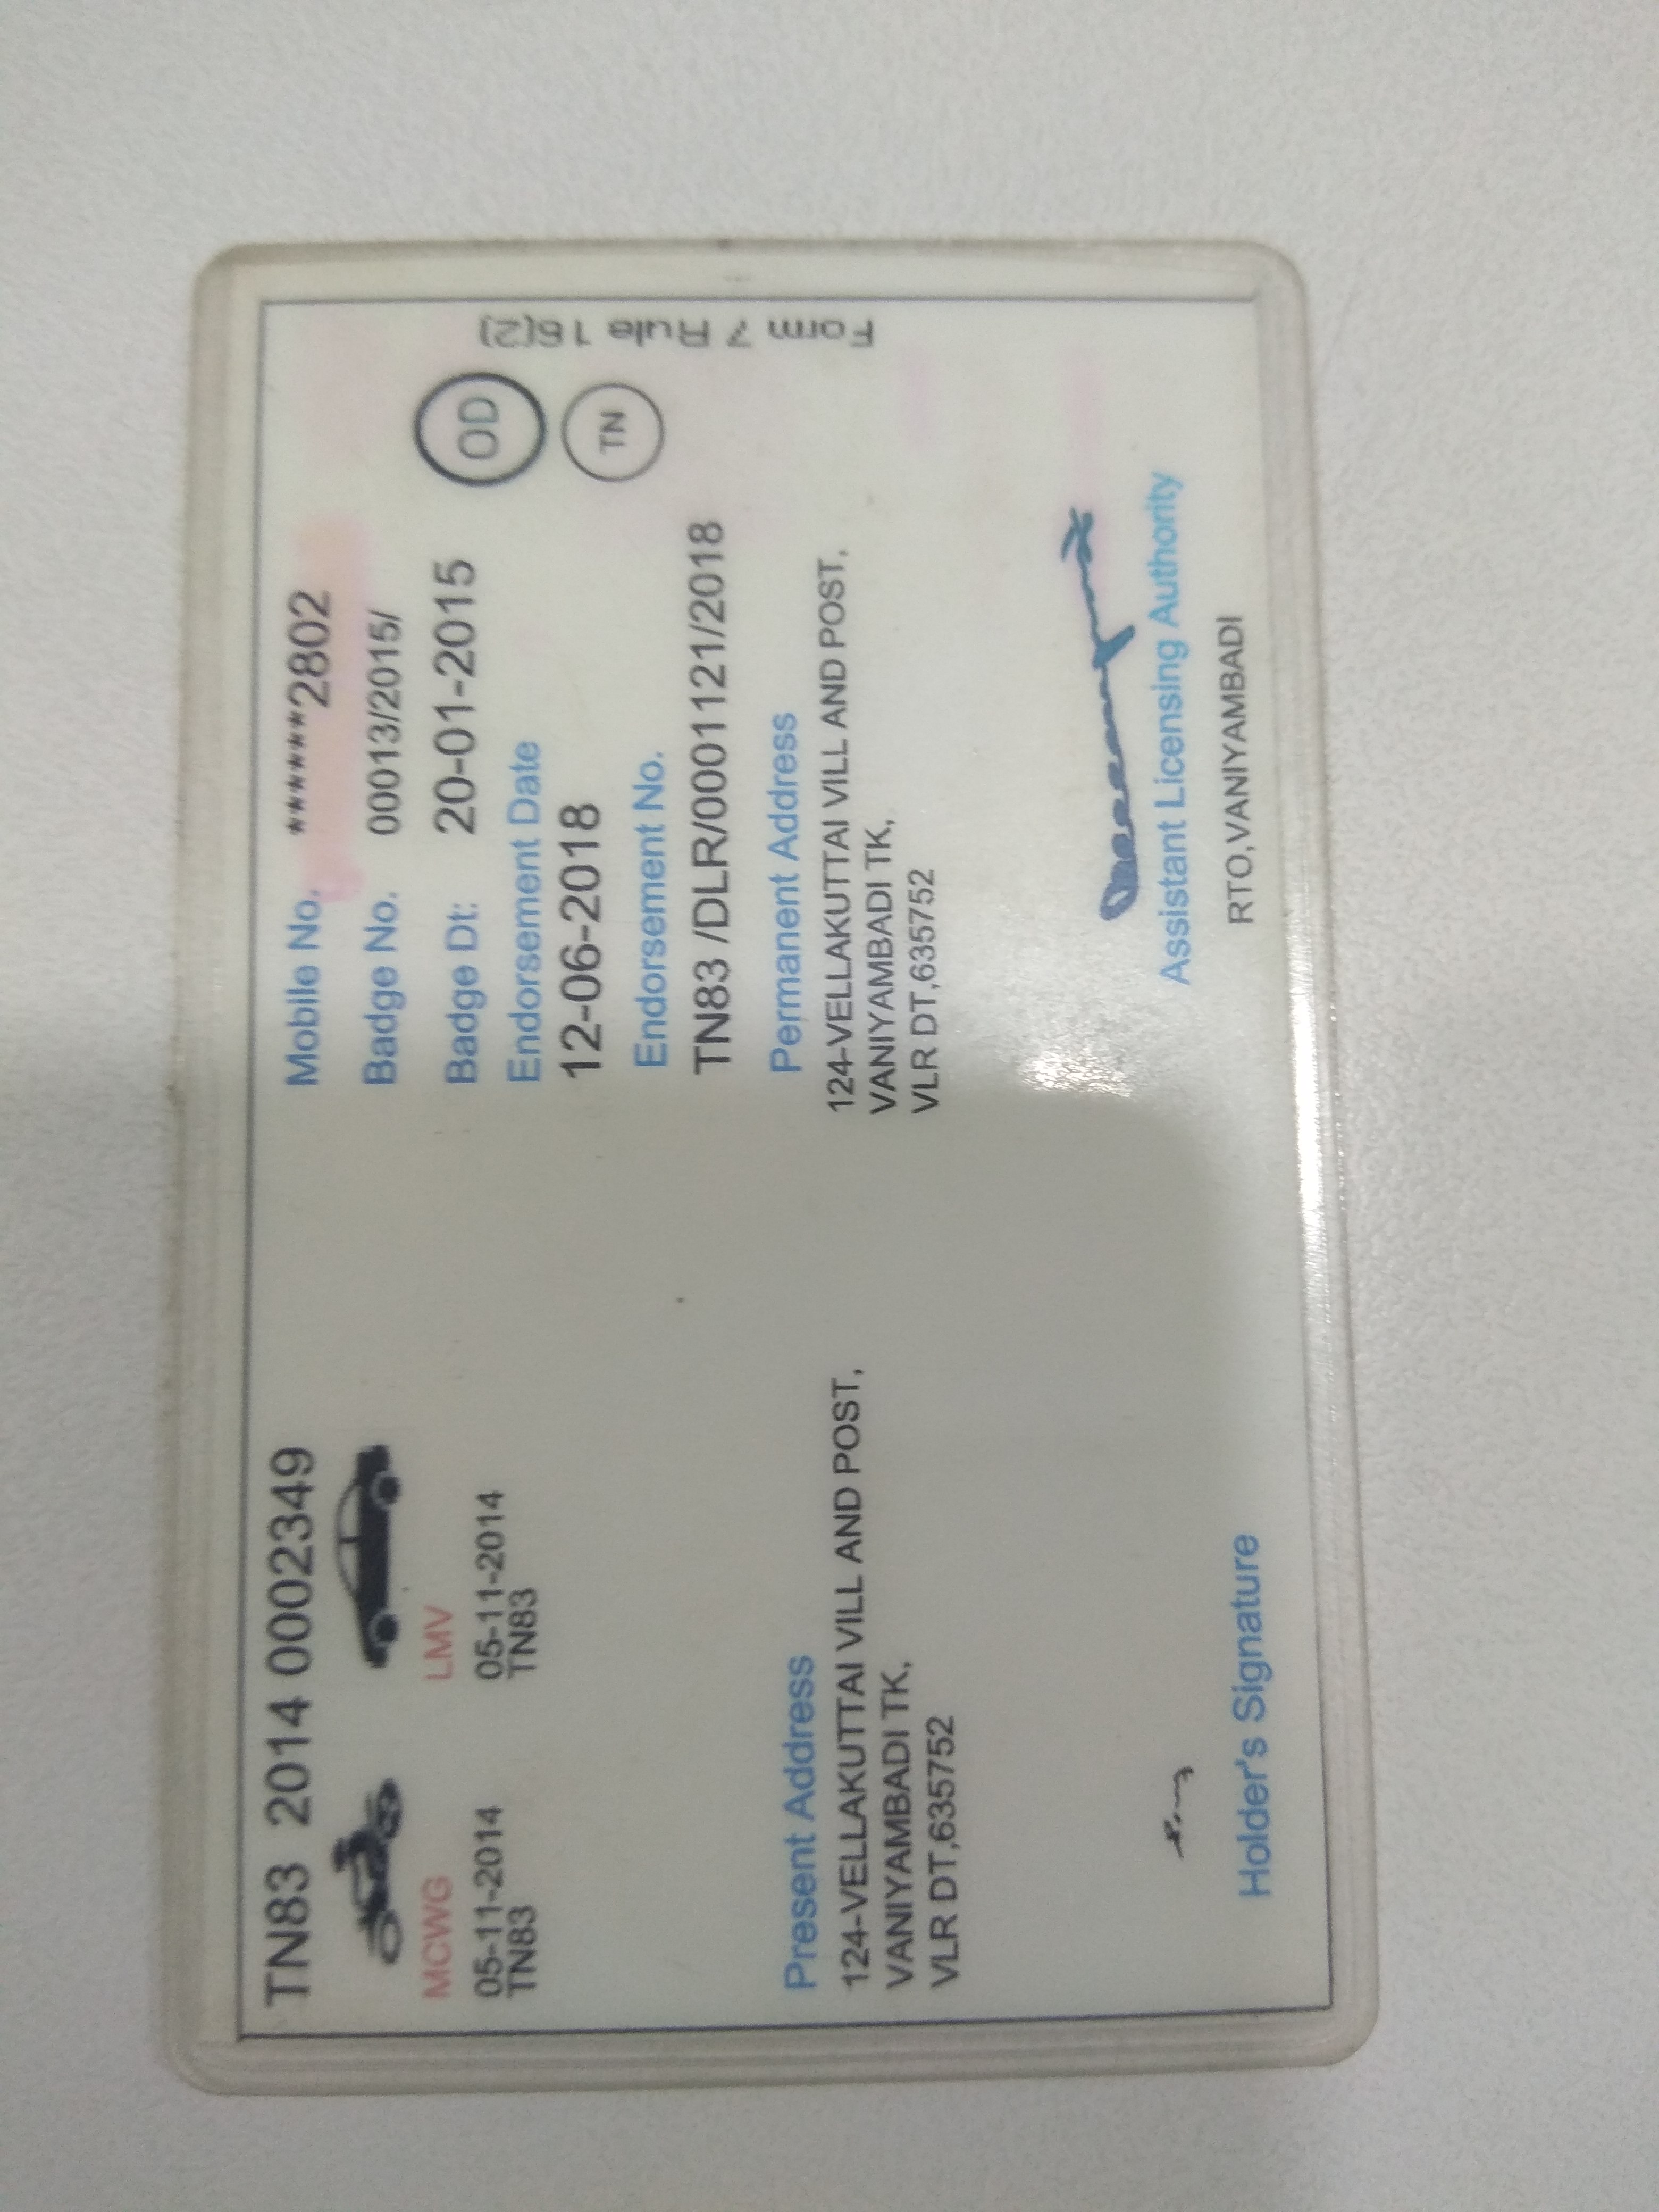 TN83 2014 0002349
MCWG
05-11-2014
TN83
LMV
05-11-2014
TN83
Mobile No. ******2802
Badge No. 00013/2015/
Badge Dt: 20-01-2015
Endorsement Date
12-06-2018
Endorsement No.
TN83 /DLR/0001121/2018
OD
TN
Form 7 Rule 16(2)
Present Address
124-VELLAKUTTAI VILL AND POST,
VANIYAMBADI TK,
VLR DT,635752
Permanent Address
124-VELLAKUTTAI VILL AND POST,
VANIYAMBADI TK,
VLR DT,635752
Holder's Signature
Assistant Licensing Authority
RTO,VANIYAMBADI